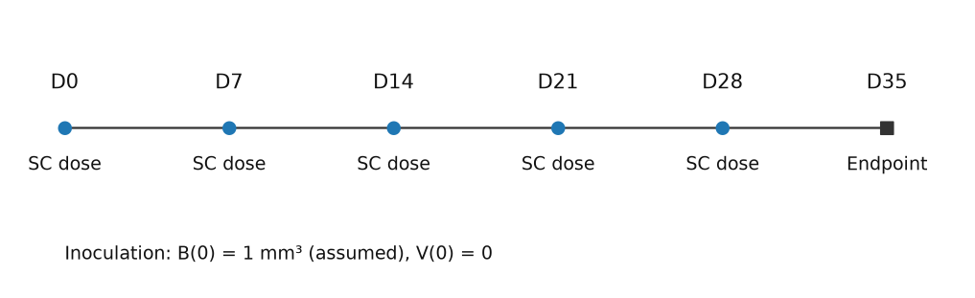 D0 D7 D14 D21 D28 D35
SC dose SC dose SC dose SC dose SC dose Endpoint
Inoculation: B(0) = 1 mm³ (assumed), V(0) = 0